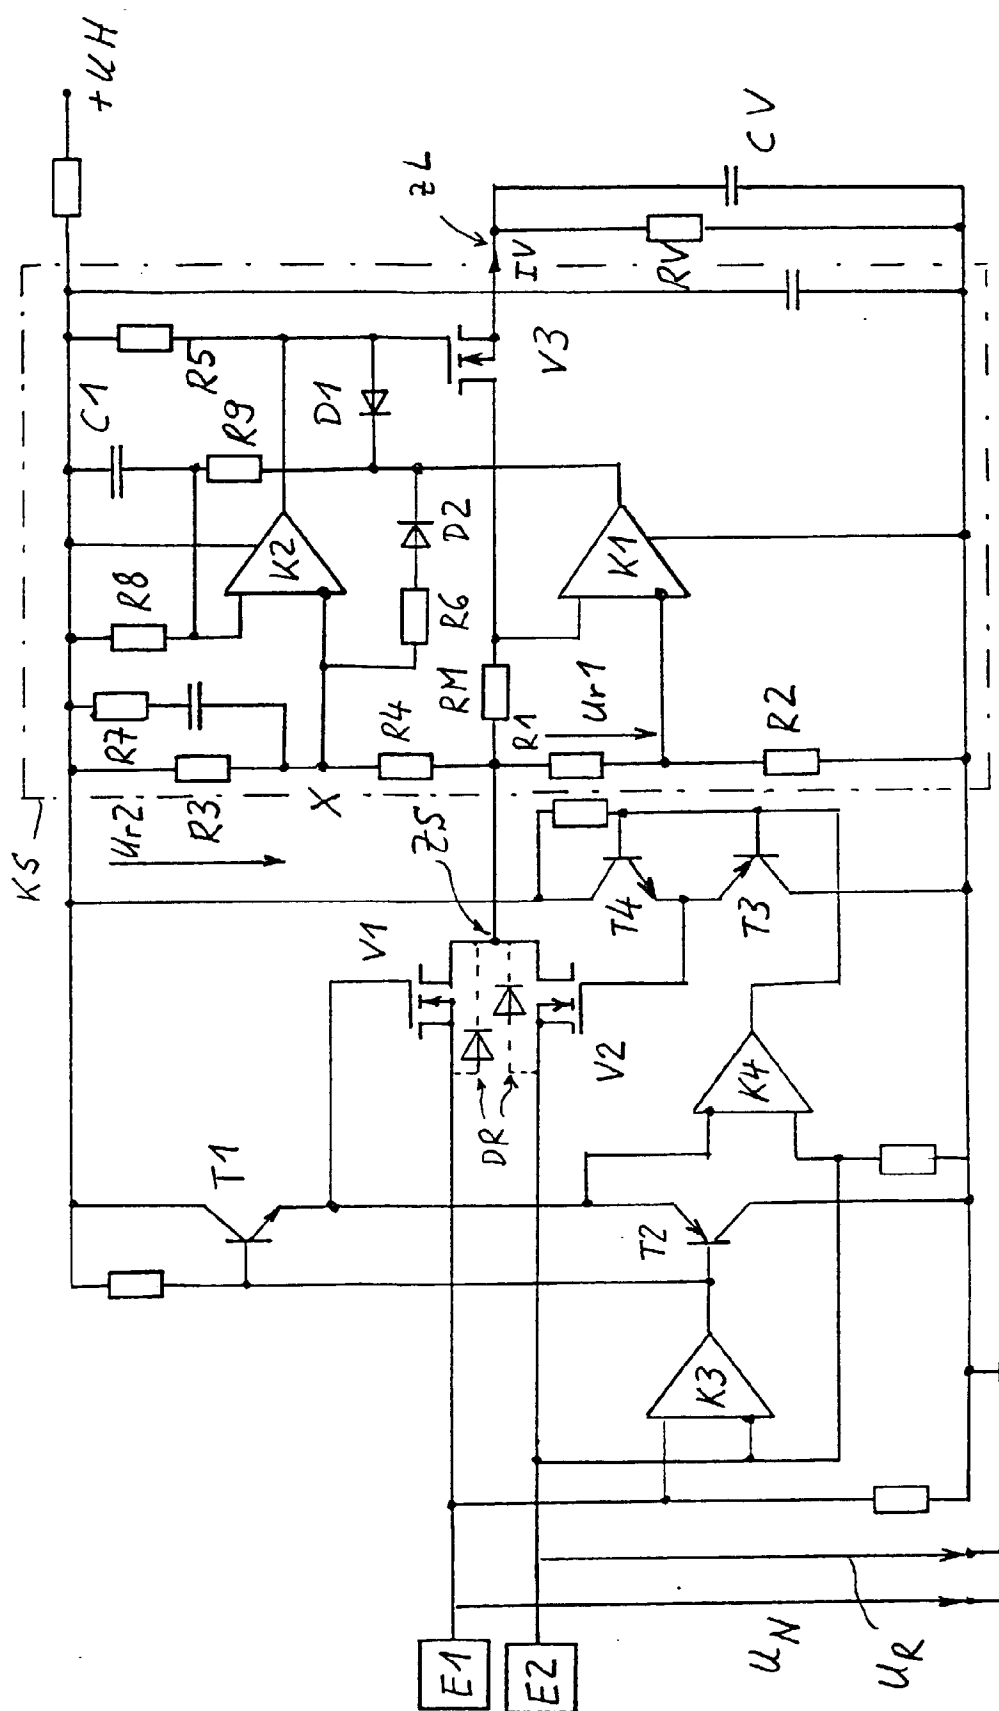 +UH
KS
C1
R5
R9
D1
R8
K2
R7
R3
Ur2
X
R4
R6
D2
RM
V3
IV
zL
RV
CV
R1
Ur1
K1
R2
ZS
V1
V2
DR
T4
T3
T1
T2
K4
K3
E1
E2
UN
UR